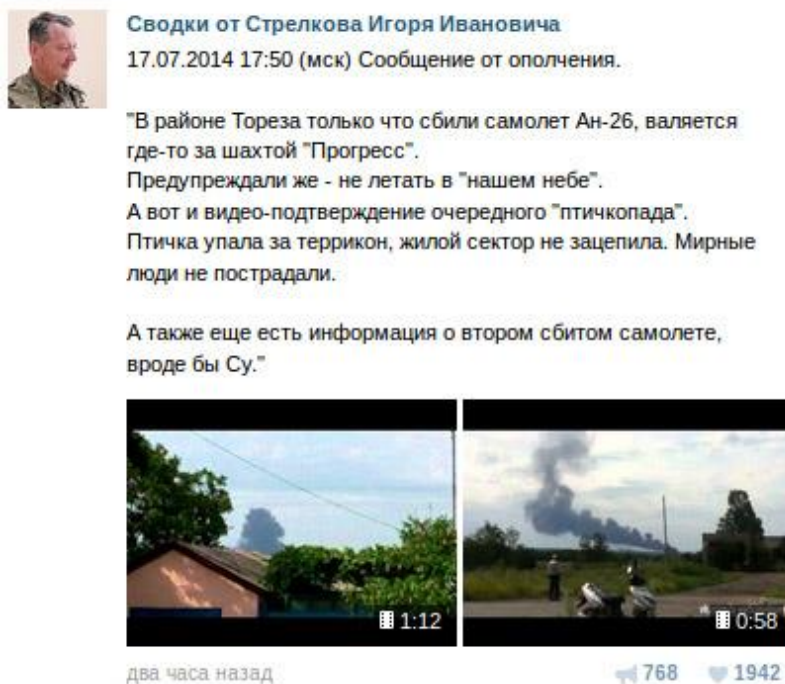 Сводки от Стрелкова Игоря Ивановича
17.07.2014 17:50 (мск) Сообщение от ополчения.
"В районе Тореза только что сбили самолет Ан-26, валяется
где-то за шахтой "Прогресс".
Предупреждали же - не летать в "нашем небе".
А вот и видео-подтверждение очередного "птичкопада".
Птичка упала за террикон, жилой сектор не зацепила. Мирные
люди не пострадали.
А также еще есть информация о втором сбитом самолете,
вроде бы Су."
1:12
0:58
два часа назад
768
1942